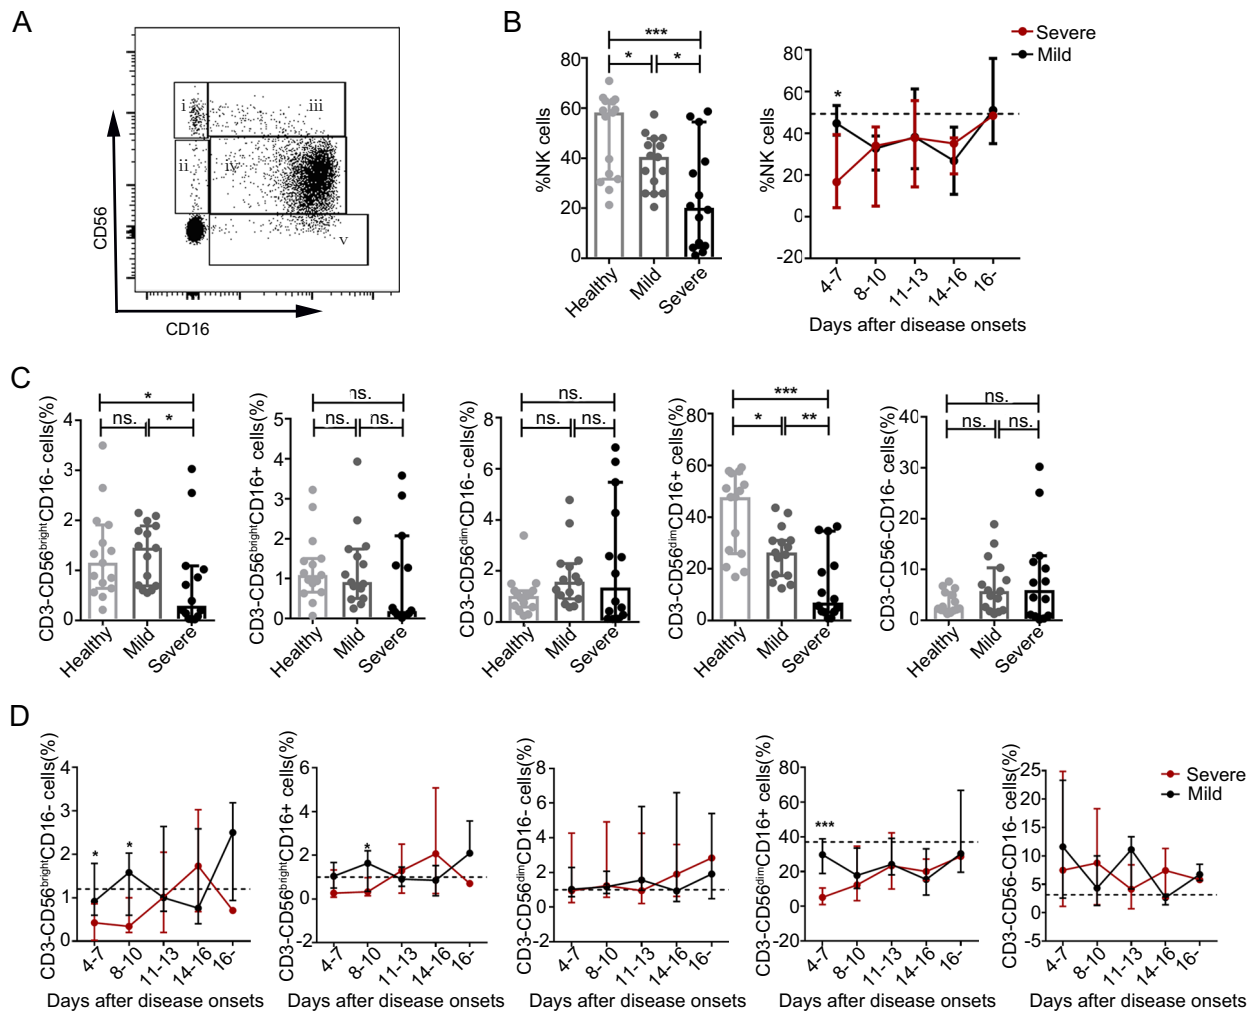 A
i
iii
ii
iv
v
CD56
CD16
B
***
*
*
%NK cells
80
60
40
20
0
Healthy
Mild
Severe
Severe
Mild
*
%NK cells
80
60
40
20
0
-20
4-7
8-10
11-13
14-16
16-
Days after disease onsets
C
*
ns.
*
CD3-CD56brightCD16- cells(%)
4
3
2
1
0
Healthy
Mild
Severe
ns.
ns.
ns.
CD3-CD56brightCD16+ cells(%)
5
4
3
2
1
0
Healthy
Mild
Severe
ns.
ns.
ns.
CD3-CD56dimCD16- cells(%)
8
6
4
2
0
Healthy
Mild
Severe
***
*
**
CD3-CD56dimCD16+ cells(%)
80
60
40
20
0
Healthy
Mild
Severe
ns.
ns.
ns.
CD3-CD56-CD16- cells(%)
40
30
20
10
0
Healthy
Mild
Severe
D
*
*
CD3-CD56brightCD16- cells(%)
4
3
2
1
0
4-7
8-10
11-13
14-16
16-
Days after disease onsets
*
CD3-CD56brightCD16+ cells(%)
6
4
2
0
-2
4-7
8-10
11-13
14-16
16-
Days after disease onsets
CD3-CD56dimCD16- cells(%)
8
6
4
2
0
-2
4-7
8-10
11-13
14-16
16-
Days after disease onsets
***
CD3-CD56dimCD16+ cells(%)
80
60
40
20
0
-20
4-7
8-10
11-13
14-16
16-
Days after disease onsets
CD3-CD56-CD16- cells(%)
25
20
15
10
5
0
-5
4-7
8-10
11-13
14-16
16-
Days after disease onsets
Severe
Mild